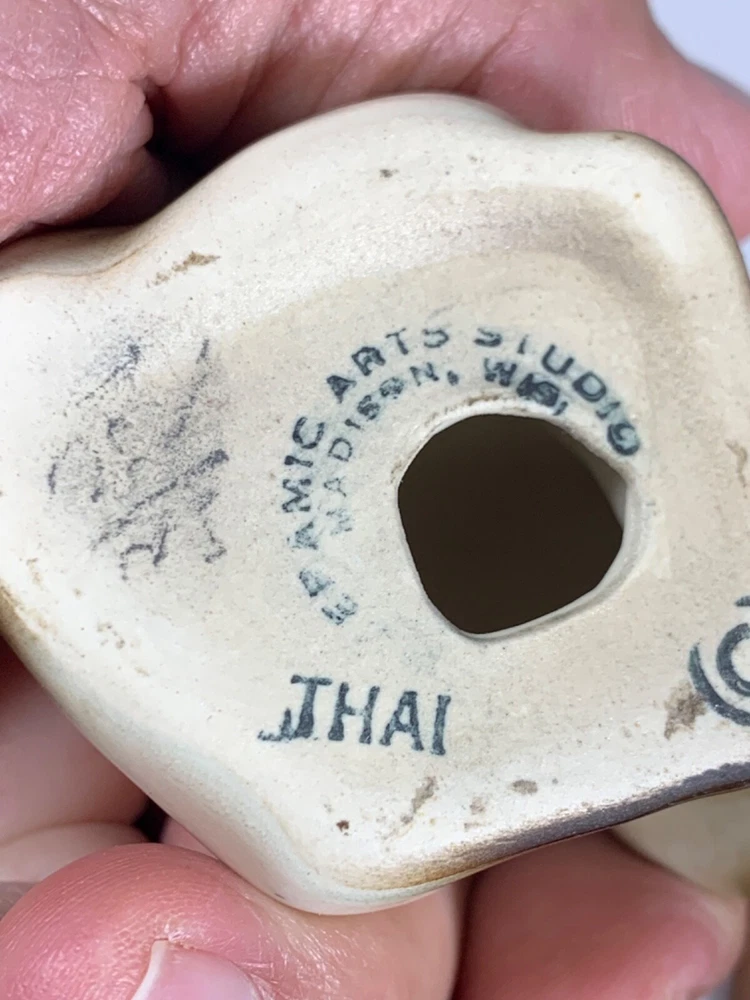 ERAMIC ARTS STUDIO
MADISON, WIS.
THAI
©